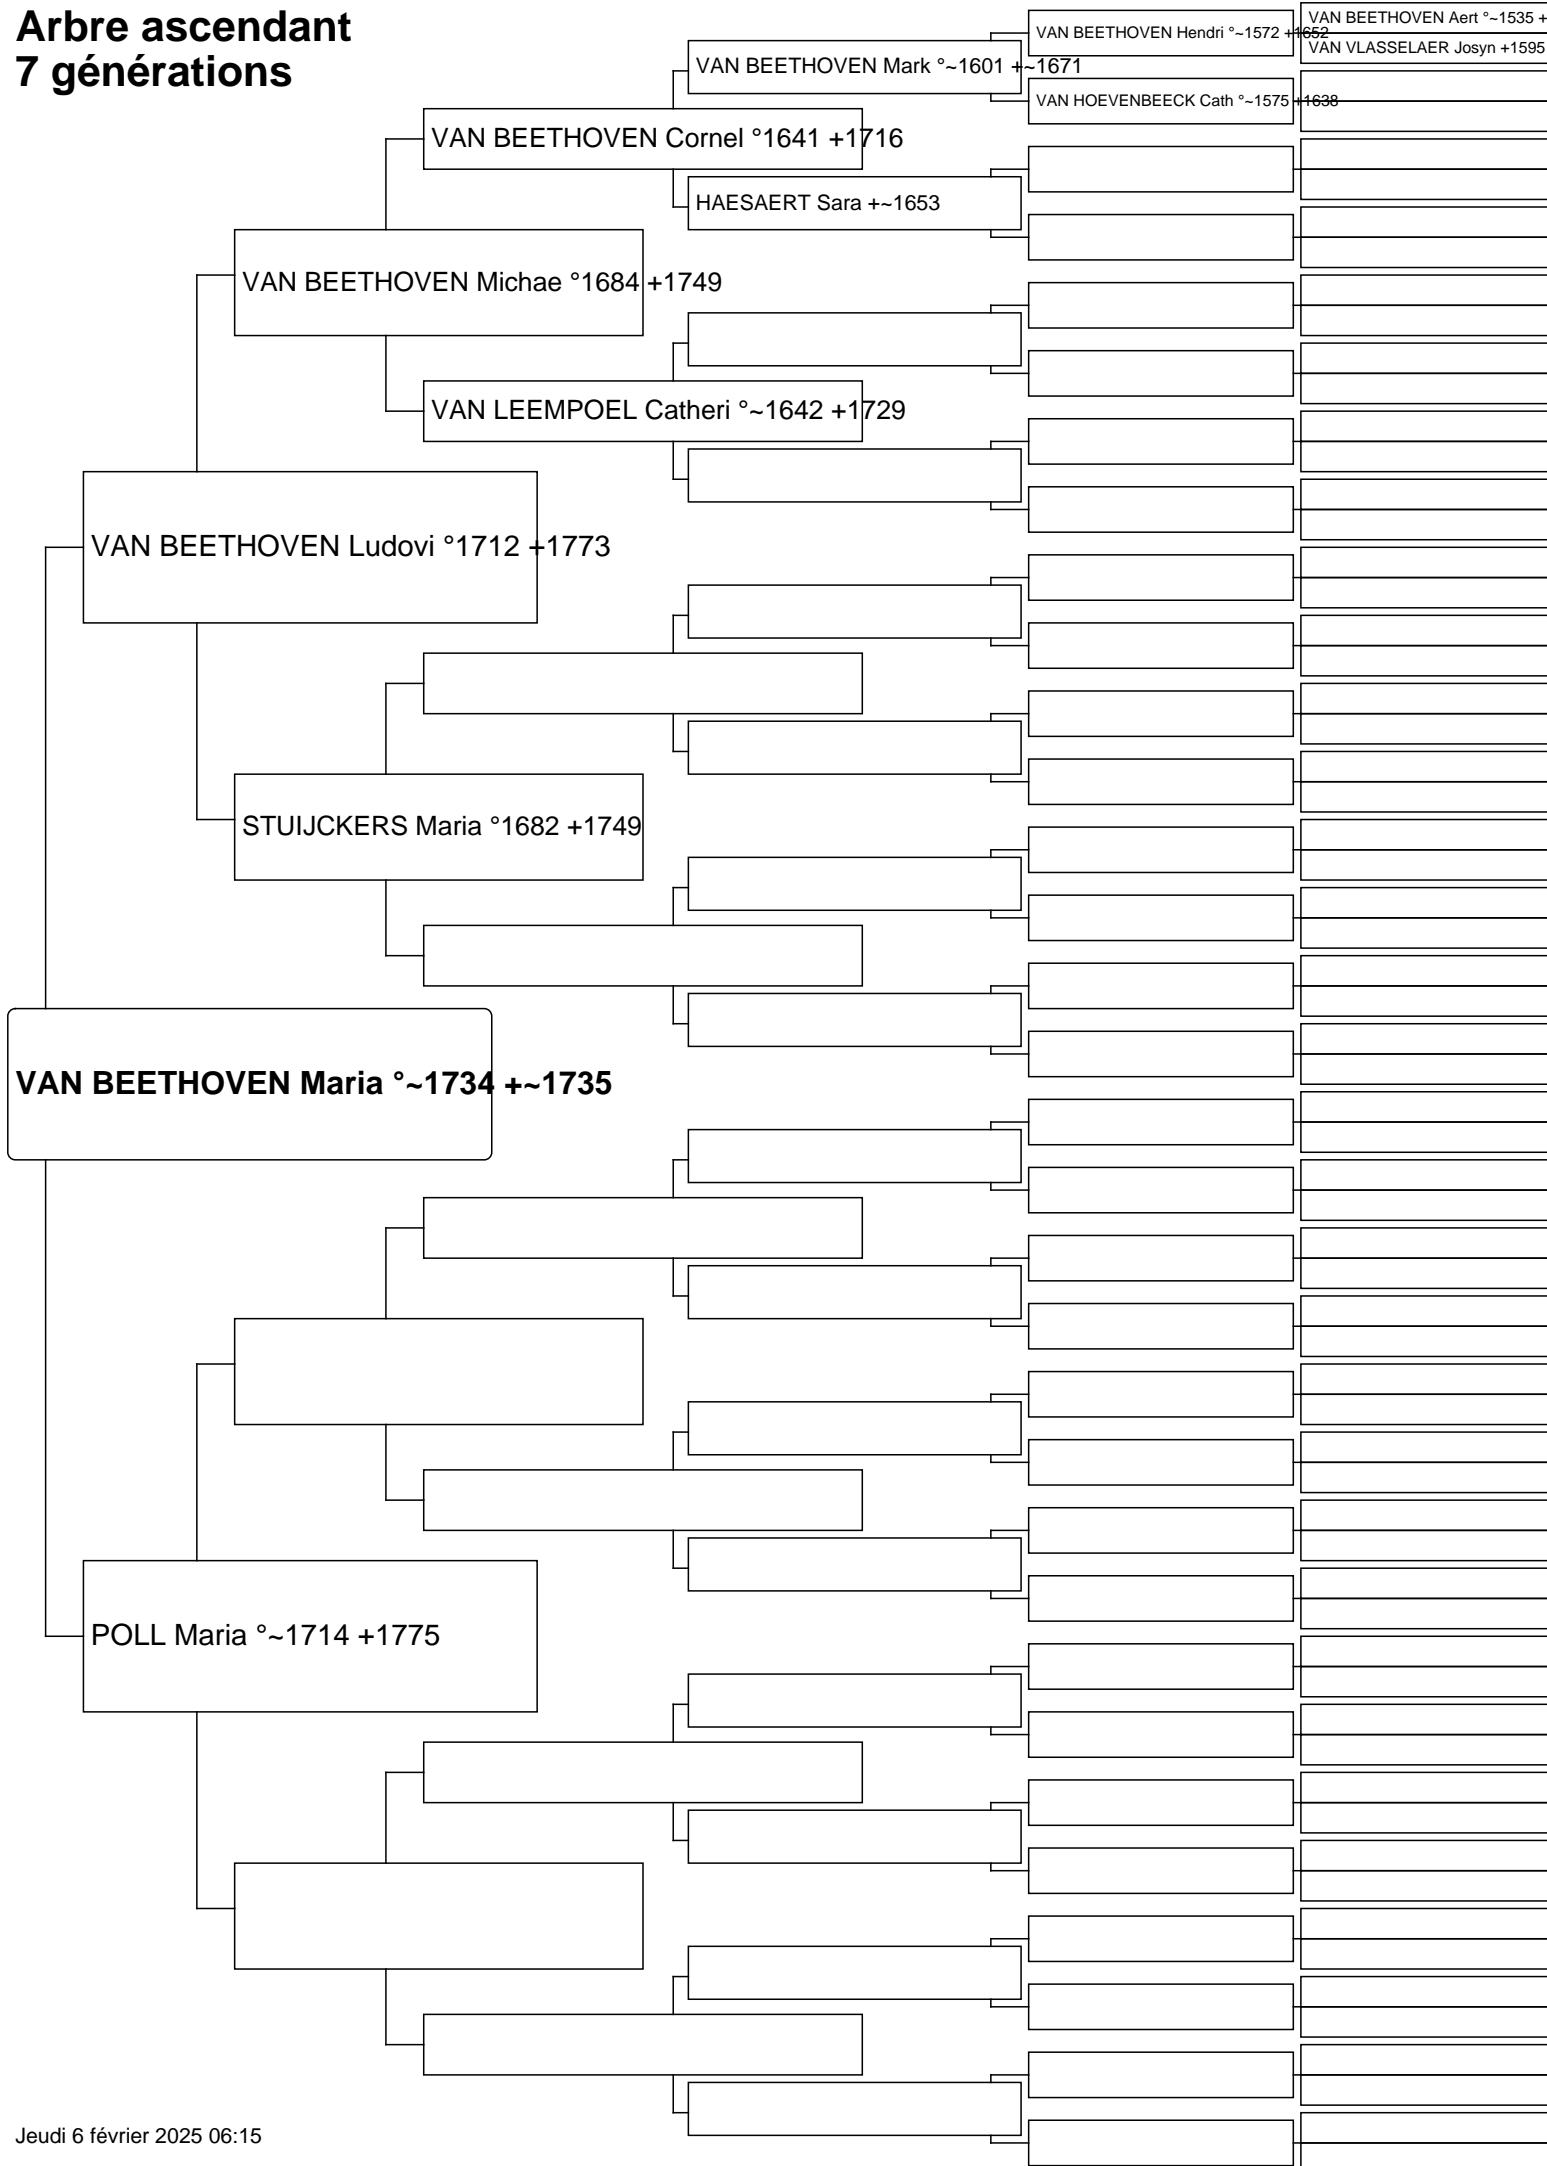 Arbre ascendant
7 générations
VAN BEETHOVEN Aert °~1535 +
VAN BEETHOVEN Hendri °~1572 +1652
VAN VLASSELAER Josyn +1595
VAN BEETHOVEN Mark °~1601 +~1671
VAN HOEVENBEECK Cath °~1575 +1638
VAN BEETHOVEN Cornel °1641 +1716
HAESAERT Sara +~1653
VAN BEETHOVEN Michae °1684 +1749
VAN LEEMPOEL Catheri °~1642 +1729
VAN BEETHOVEN Ludovi °1712 +1773
STUIJCKERS Maria °1682 +1749
VAN BEETHOVEN Maria °~1734 +~1735
POLL Maria °~1714 +1775
Jeudi 6 février 2025 06:15